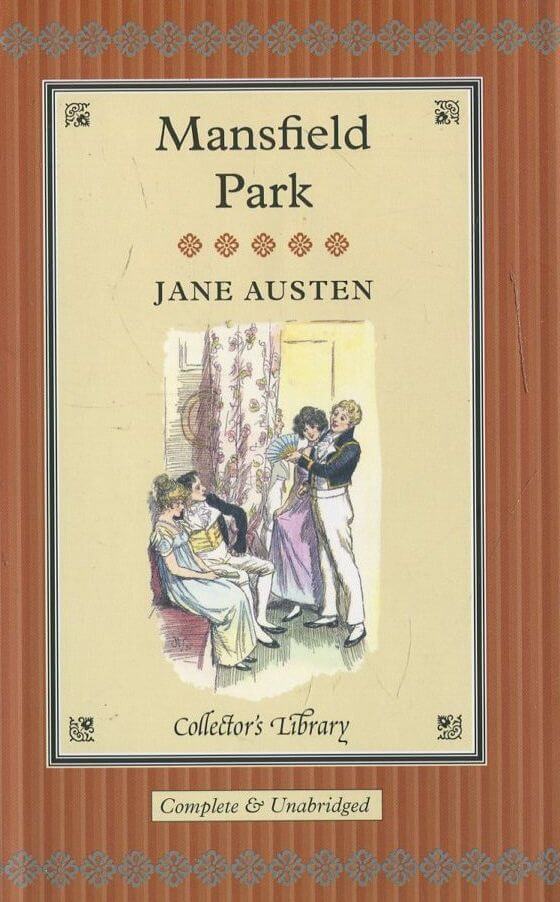 Mansfield
Park
JANE AUSTEN
Collector's Library
Complete & Unabridged